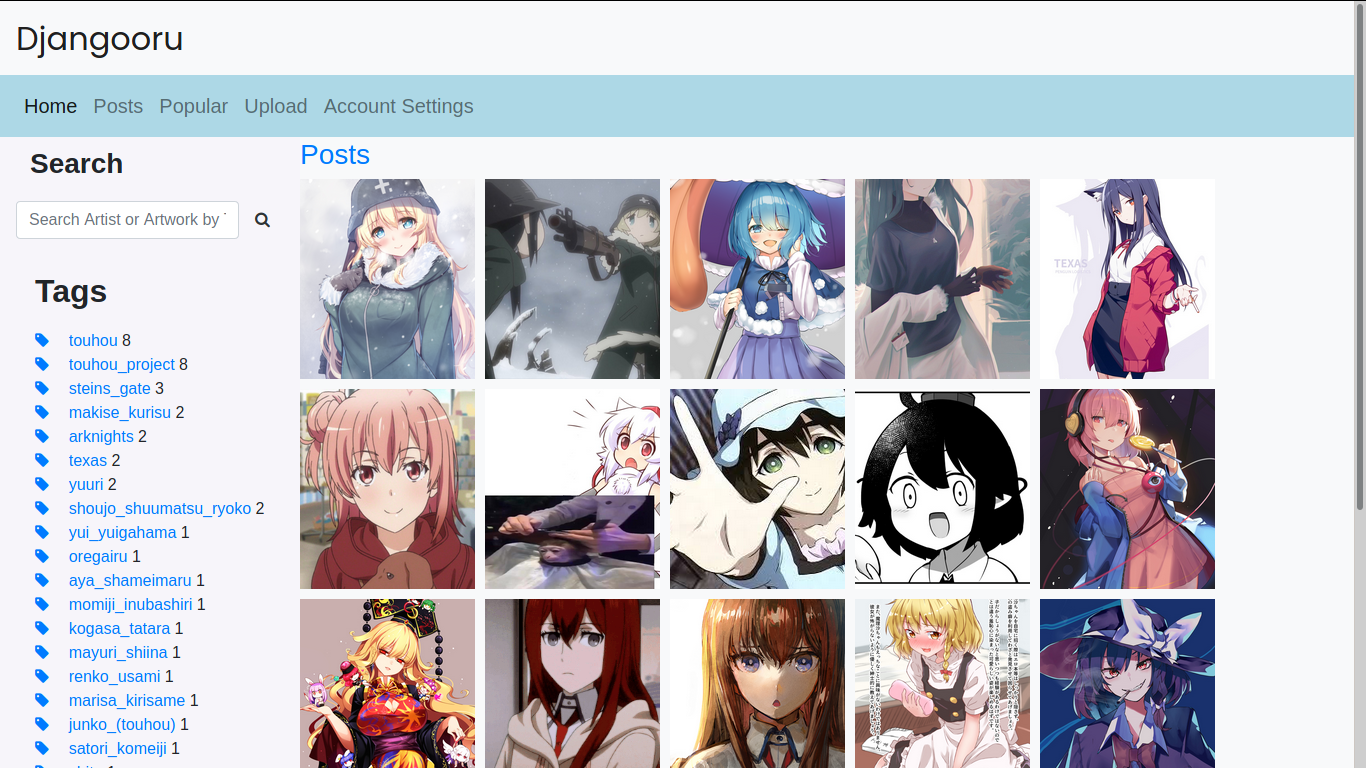 Djangooru
Home Posts Popular Upload Account Settings
Search
Search Artist or Artwork by
Tags
touhou 8
touhou_project 8
steins_gate 3
makise_kurisu 2
arknights 2
texas 2
yuuri 2
shoujo_shuumatsu_ryoko 2
yui_yuigahama 1
oregairu 1
aya_shameimaru 1
momiji_inubashiri 1
kogasa_tatara 1
mayuri_shiina 1
renko_usami 1
marisa_kirisame 1
junko_(touhou) 1
satori_komeiji 1
Posts
TEXAS